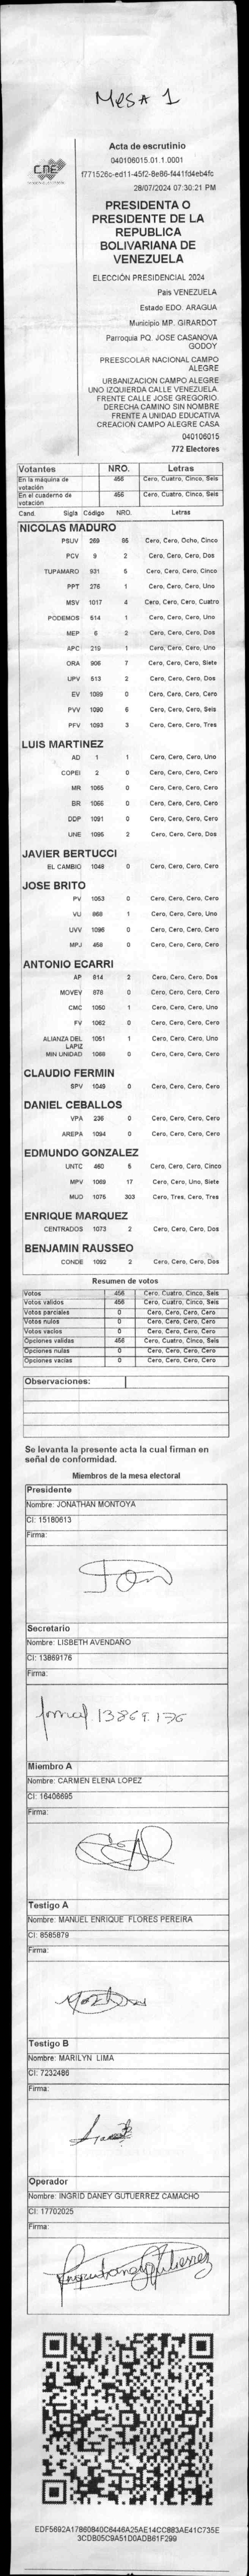 Mesa 1
CNE
Acta de escrutinio
040106015.01.1.0001
f771526c-ed11-45f2-8e86-f441fd4eb4fc
28/07/2024 07:30:21 PM
PRESIDENTA O
PRESIDENTE DE LA
REPUBLICA
BOLIVARIANA DE
VENEZUELA
ELECCIÓN PRESIDENCIAL 2024
Pais VENEZUELA
Estado EDO. ARAGUA
Municipio MP. GIRARDOT
Parroquia PQ. JOSE CASANOVA
GODOY
PREESCOLAR NACIONAL CAMPO
ALEGRE
URBANIZACION CAMPO ALEGRE
UNO IZQUIERDA CALLE VENEZUELA.
FRENTE CALLE JOSE GREGORIO.
DERECHA CAMINO SIN NOMBRE
FRENTE A UNIDAD EDUCATIVA
CREACION CAMPO ALEGRE CASA
040106015
772 Electores
Votantes NRO. Letras
En la máquina de votación 456 Cero, Cuatro, Cinco, Seis
En el cuaderno de votación 456 Cero, Cuatro, Cinco, Seis
Cand. Sigla Código NRO. Letras
NICOLAS MADURO
PSUV 269 85 Cero, Cero, Ocho, Cinco
PCV 9 2 Cero, Cero, Cero, Dos
TUPAMARO 931 5 Cero, Cero, Cero, Cinco
PPT 276 1 Cero, Cero, Cero, Uno
MSV 1017 4 Cero, Cero, Cero, Cuatro
PODEMOS 514 1 Cero, Cero, Cero, Uno
MEP 6 2 Cero, Cero, Cero, Dos
APC 219 1 Cero, Cero, Cero, Uno
ORA 906 7 Cero, Cero, Cero, Siete
UPV 513 2 Cero, Cero, Cero, Dos
EV 1099 0 Cero, Cero, Cero, Cero
PVV 1090 6 Cero, Cero, Cero, Seis
PFV 1093 3 Cero, Cero, Cero, Tres
LUIS MARTINEZ
AD 1 1 Cero, Cero, Cero, Uno
COPEI 2 0 Cero, Cero, Cero, Cero
MR 1065 0 Cero, Cero, Cero, Cero
BR 1066 0 Cero, Cero, Cero, Cero
DDP 1091 0 Cero, Cero, Cero, Cero
UNE 1095 2 Cero, Cero, Cero, Dos
JAVIER BERTUCCI
EL CAMBIO 1048 0 Cero, Cero, Cero, Cero
JOSE BRITO
PV 1053 0 Cero, Cero, Cero, Cero
VU 868 1 Cero, Cero, Cero, Uno
UVV 1096 0 Cero, Cero, Cero, Cero
MPJ 458 0 Cero, Cero, Cero, Cero
ANTONIO ECARRI
AP 814 2 Cero, Cero, Cero, Dos
MOVEV 878 0 Cero, Cero, Cero, Cero
CMC 1050 1 Cero, Cero, Cero, Uno
FV 1062 0 Cero, Cero, Cero, Cero
ALIANZA DEL LAPIZ 1051 1 Cero, Cero, Cero, Uno
MIN UNIDAD 1068 0 Cero, Cero, Cero, Cero
CLAUDIO FERMIN
SPV 1049 0 Cero, Cero, Cero, Cero
DANIEL CEBALLOS
VPA 236 0 Cero, Cero, Cero, Cero
AREPA 1094 0 Cero, Cero, Cero, Cero
EDMUNDO GONZALEZ
UNTC 460 5 Cero, Cero, Cero, Cinco
MPV 1069 17 Cero, Cero, Uno, Siete
MUD 1076 303 Cero, Tres, Cero, Tres
ENRIQUE MARQUEZ
CENTRADOS 1073 2 Cero, Cero, Cero, Dos
BENJAMIN RAUSSEO
CONDE 1092 2 Cero, Cero, Cero, Dos
Resumen de votos
Votos 456 Cero, Cuatro, Cinco, Seis
Votos validos 456 Cero, Cuatro, Cinco, Seis
Votos parciales 0 Cero, Cero, Cero, Cero
Votos nulos 0 Cero, Cero, Cero, Cero
Votos vacios 0 Cero, Cero, Cero, Cero
Opciones validas 456 Cero, Cuatro, Cinco, Seis
Opciones nulas 0 Cero, Cero, Cero, Cero
Opciones vacias 0 Cero, Cero, Cero, Cero
Observaciones:
Se levanta la presente acta la cual firman en
señal de conformidad.
Miembros de la mesa electoral
Presidente
Nombre: JONATHAN MONTOYA
CI: 15180613
Firma:
Secretario
Nombre: LISBETH AVENDAÑO
CI: 13869176
Firma:
13869.176
Miembro A
Nombre: CARMEN ELENA LOPEZ
CI: 16406695
Firma:
Testigo A
Nombre: MANUEL ENRIQUE FLORES PEREIRA
CI: 8585879
Firma:
Testigo B
Nombre: MARILYN LIMA
CI: 7232486
Firma:
Operador
Nombre: INGRID DANEY GUTIERREZ CAMACHO
CI: 17702025
Firma:
EDF5692A17860840C6446A25AE14CC883AE41C735E
3CDB05C9A51D0ADB61F299